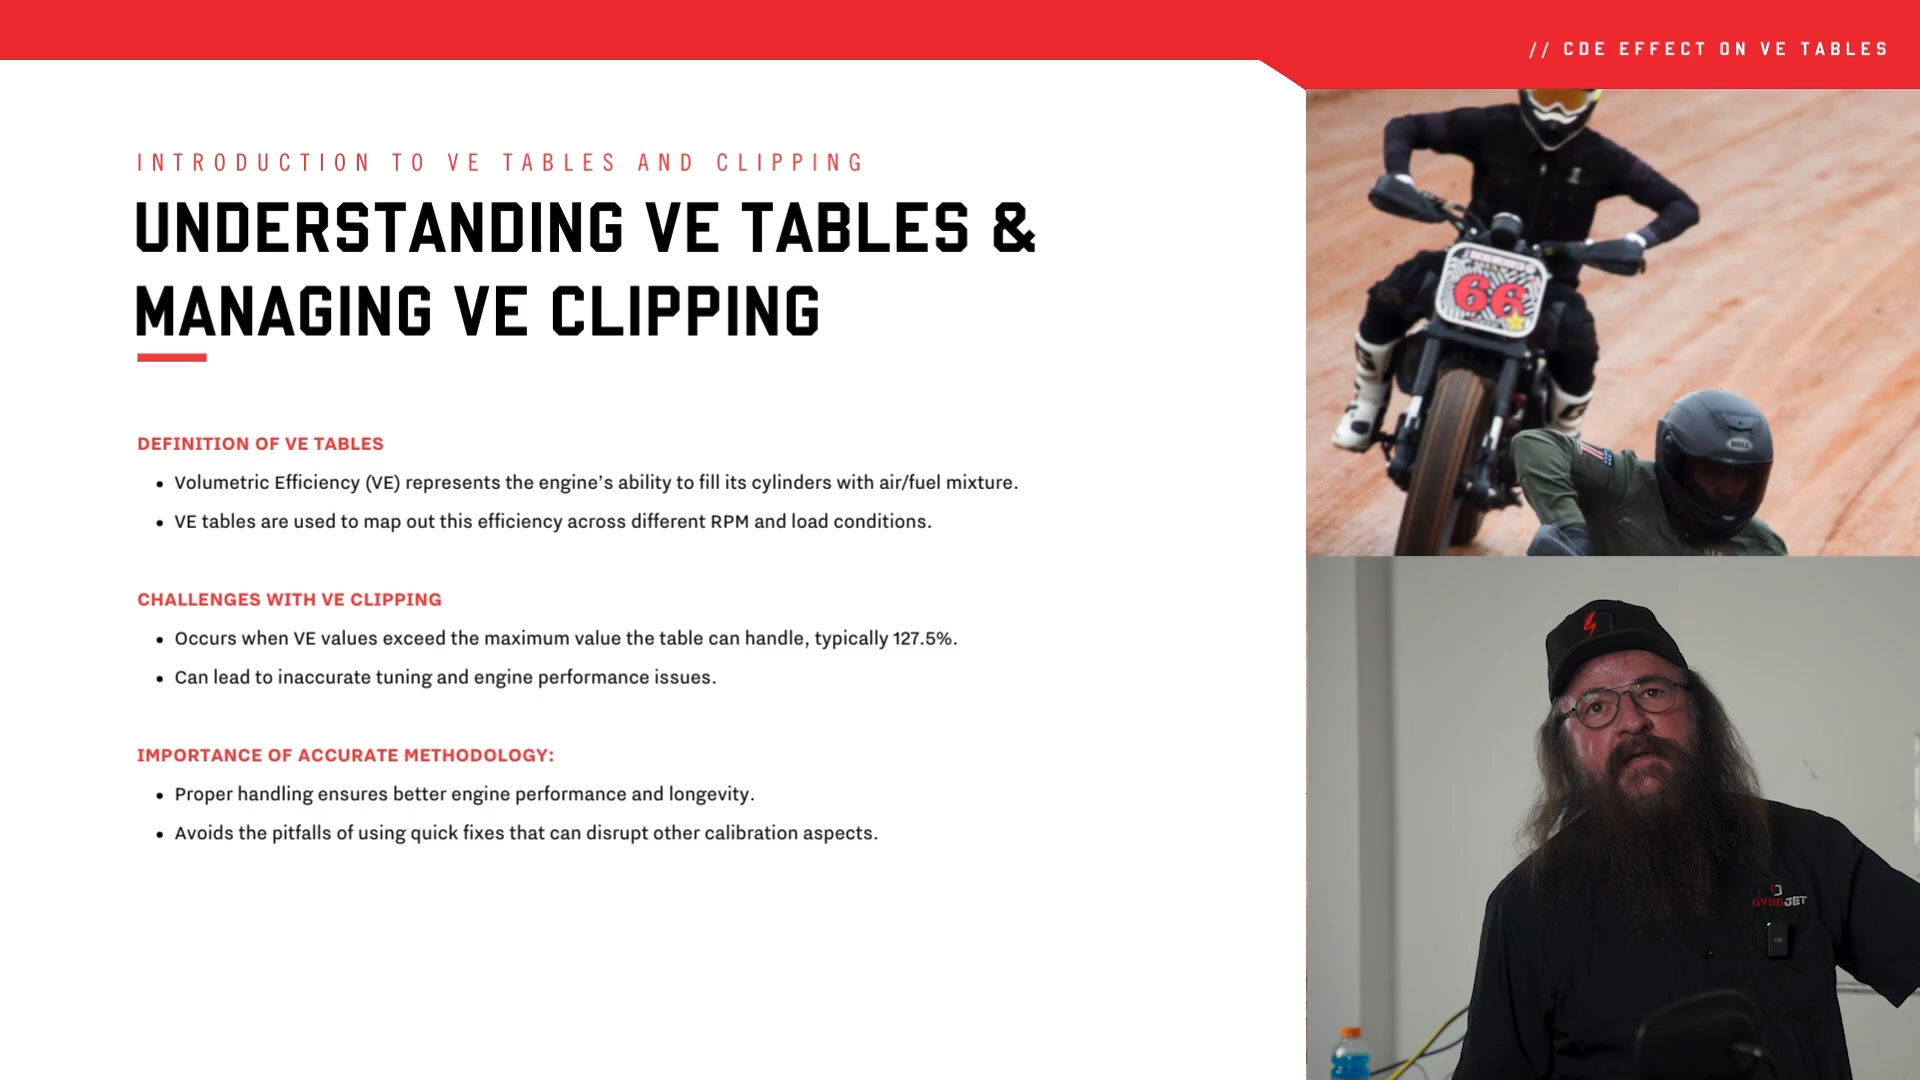 // CDE EFFECT ON VE TABLES
INTRODUCTION TO VE TABLES AND CLIPPING
UNDERSTANDING VE TABLES &
MANAGING VE CLIPPING
DEFINITION OF VE TABLES
• Volumetric Efficiency (VE) represents the engine’s ability to fill its cylinders with air/fuel mixture.
• VE tables are used to map out this efficiency across different RPM and load conditions.
CHALLENGES WITH VE CLIPPING
• Occurs when VE values exceed the maximum value the table can handle, typically 127.5%.
• Can lead to inaccurate tuning and engine performance issues.
IMPORTANCE OF ACCURATE METHODOLOGY:
• Proper handling ensures better engine performance and longevity.
• Avoids the pitfalls of using quick fixes that can disrupt other calibration aspects.
66
BELL
DYNOJET